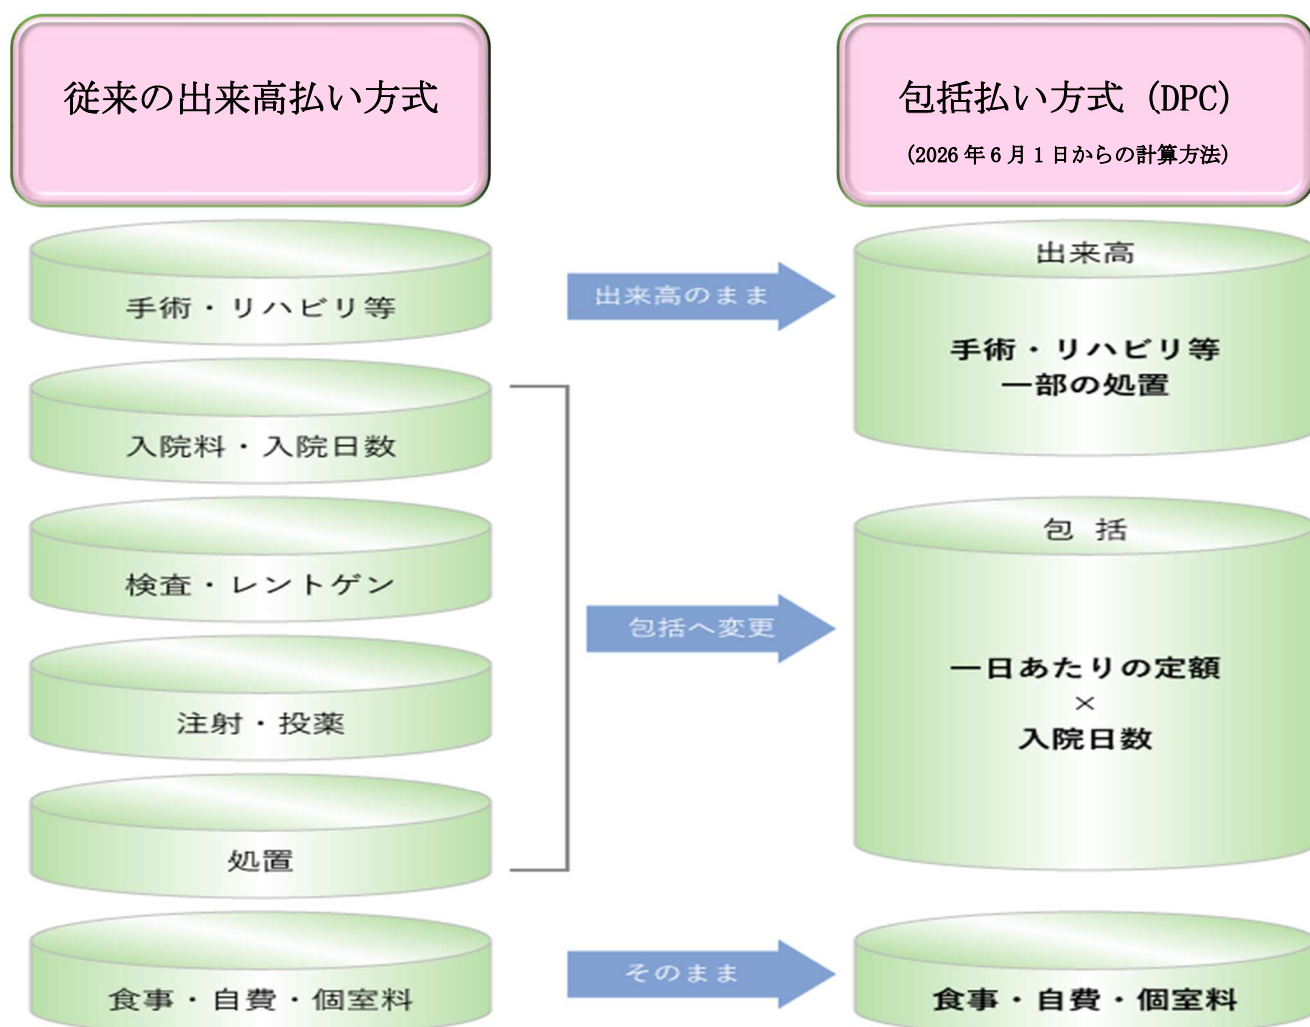 従来の出来高払い方式
包括払い方式 (DPC)
(2026年6月1日からの計算方法)
手術・リハビリ等
出来高のまま
出来高
手術・リハビリ等
一部の処置
入院料・入院日数
検査・レントゲン
注射・投薬
処置
包括へ変更
包 括
一日あたりの定額
×
入院日数
食事・自費・個室料
そのまま
食事・自費・個室料